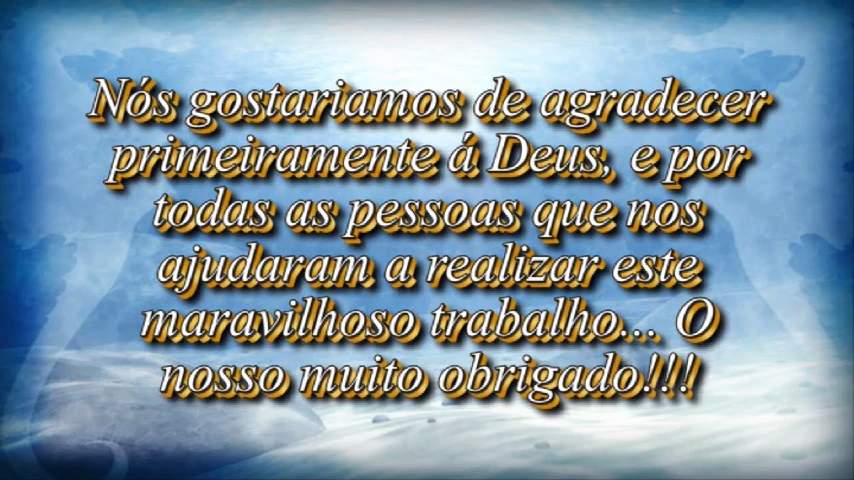 Nós gostariamos de agradecer
primeiramente á Deus, e por
todas as pessoas que nos
ajudaram a realizar este
maravilhoso trabalho... O
nosso muito obrigado!!!